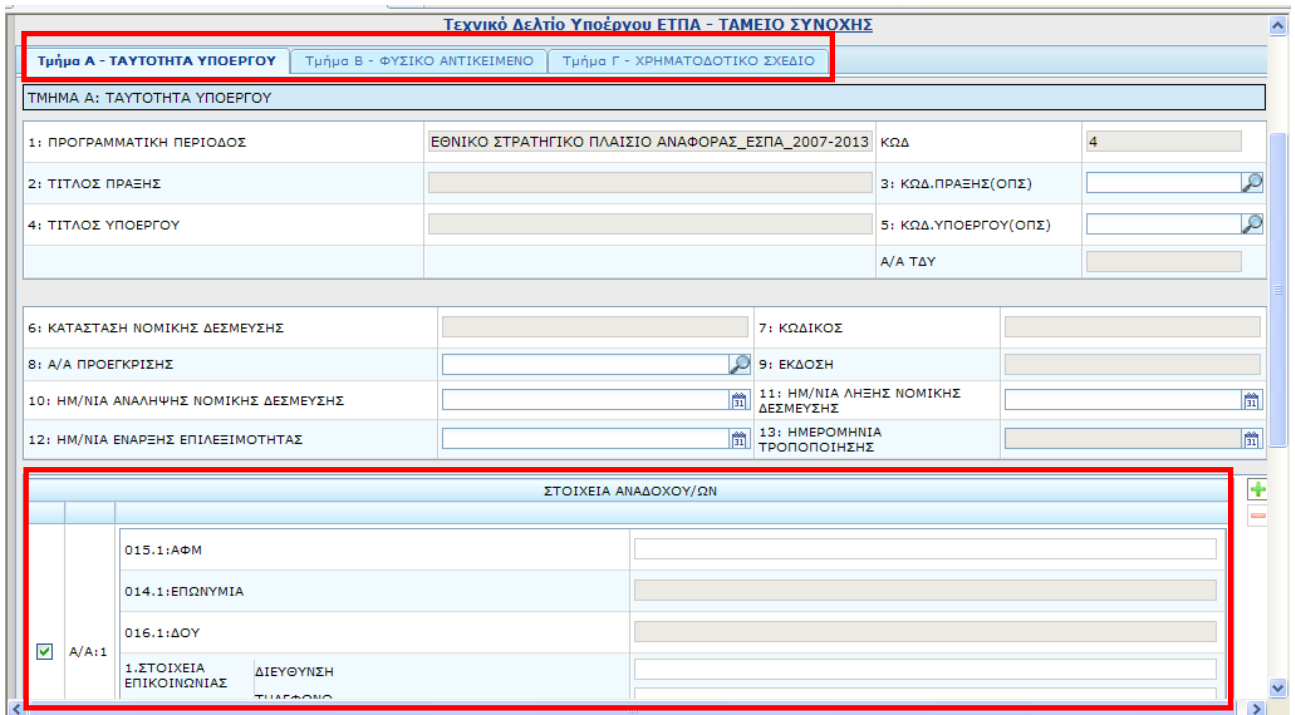 Τεχνικό Δελτίο Υποέργου ΕΤΠΑ - ΤΑΜΕΙΟ ΣΥΝΟΧΗΣ
Τμήμα Α - ΤΑΥΤΟΤΗΤΑ ΥΠΟΕΡΓΟΥ Τμήμα Β - ΦΥΣΙΚΟ ΑΝΤΙΚΕΙΜΕΝΟ Τμήμα Γ - ΧΡΗΜΑΤΟΔΟΤΙΚΟ ΣΧΕΔΙΟ
ΤΜΗΜΑ Α: ΤΑΥΤΟΤΗΤΑ ΥΠΟΕΡΓΟΥ
1: ΠΡΟΓΡΑΜΜΑΤΙΚΗ ΠΕΡΙΟΔΟΣ ΕΘΝΙΚΟ ΣΤΡΑΤΗΓΙΚΟ ΠΛΑΙΣΙΟ ΑΝΑΦΟΡΑΣ_ΕΣΠΑ_2007-2013 ΚΩΔ 4
2: ΤΙΤΛΟΣ ΠΡΑΞΗΣ 3: ΚΩΔ.ΠΡΑΞΗΣ(ΟΠΣ)
4: ΤΙΤΛΟΣ ΥΠΟΕΡΓΟΥ 5: ΚΩΔ.ΥΠΟΕΡΓΟΥ(ΟΠΣ)
Α/Α ΤΔΥ
6: ΚΑΤΑΣΤΑΣΗ ΝΟΜΙΚΗΣ ΔΕΣΜΕΥΣΗΣ 7: ΚΩΔΙΚΟΣ
8: Α/Α ΠΡΟΕΓΚΡΙΣΗΣ 9: ΕΚΔΟΣΗ
10: ΗΜ/ΝΙΑ ΑΝΑΛΗΨΗΣ ΝΟΜΙΚΗΣ ΔΕΣΜΕΥΣΗΣ 31 11: ΗΜ/ΝΙΑ ΛΗΞΗΣ ΝΟΜΙΚΗΣ
ΔΕΣΜΕΥΣΗΣ 31
12: ΗΜ/ΝΙΑ ΕΝΑΡΞΗΣ ΕΠΙΛΕΞΙΜΟΤΗΤΑΣ 31 13: ΗΜΕΡΟΜΗΝΙΑ
ΤΡΟΠΟΠΟΙΗΣΗΣ 31
ΣΤΟΙΧΕΙΑ ΑΝΑΔΟΧΟΥ/ΩΝ
015.1:ΑΦΜ
014.1:ΕΠΩΝΥΜΙΑ
016.1:ΔΟΥ
Α/Α:1
1.ΣΤΟΙΧΕΙΑ
ΕΠΙΚΟΙΝΩΝΙΑΣ
ΔΙΕΥΘΥΝΣΗ